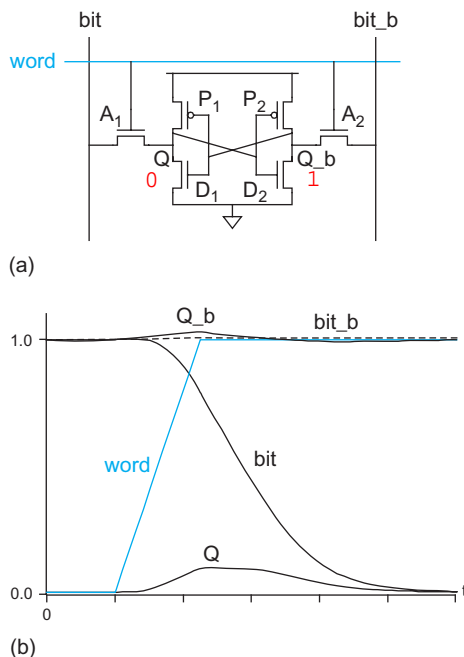 bit bit_b
word
A1 P1 P2 A2
Q Q_b
0 D1 D2 1
(a)
Q_b
bit_b
1.0
word bit
Q
0.0 t
0
(b)